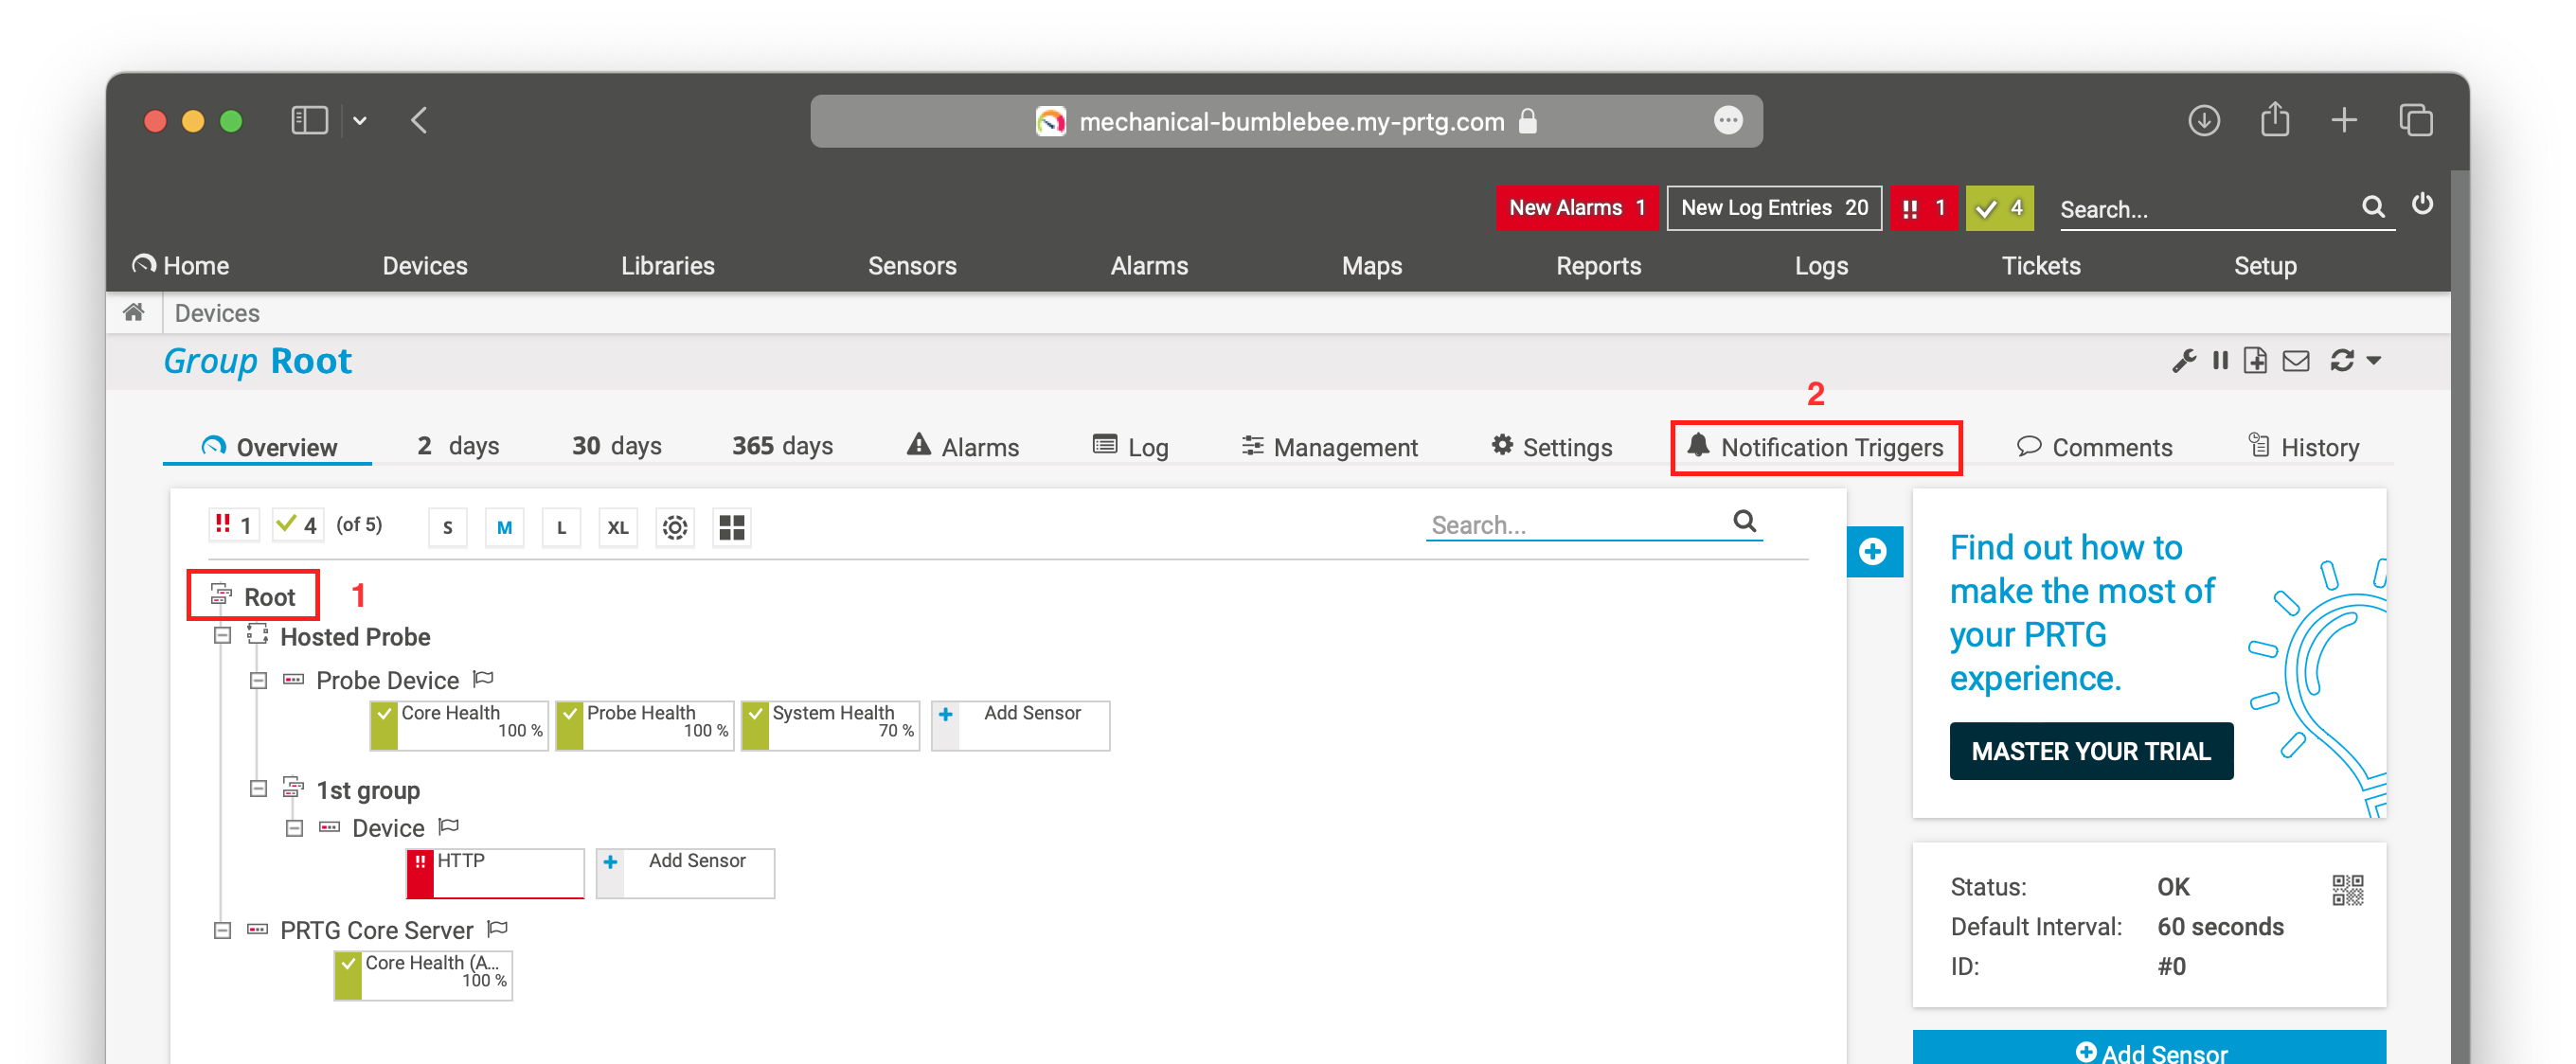 mechanical-bumblebee.my-prtg.com
New Alarms 1 New Log Entries 20 !! 1 4 Search...
Home Devices Libraries Sensors Alarms Maps Reports Logs Tickets Setup
Devices
Group Root
2
Overview 2 days 30 days 365 days Alarms Log Management Settings Notification Triggers Comments History
!! 1 4 (of 5) S M L XL Search...
Root 1
Hosted Probe
Probe Device
Core Health 100 % Probe Health 100 % System Health 70 % Add Sensor
1st group
Device
!! HTTP Add Sensor
PRTG Core Server
Core Health (A... 100 %
Find out how to
make the most of
your PRTG
experience.
MASTER YOUR TRIAL
Status: OK
Default Interval: 60 seconds
ID: #0
Add Sensor